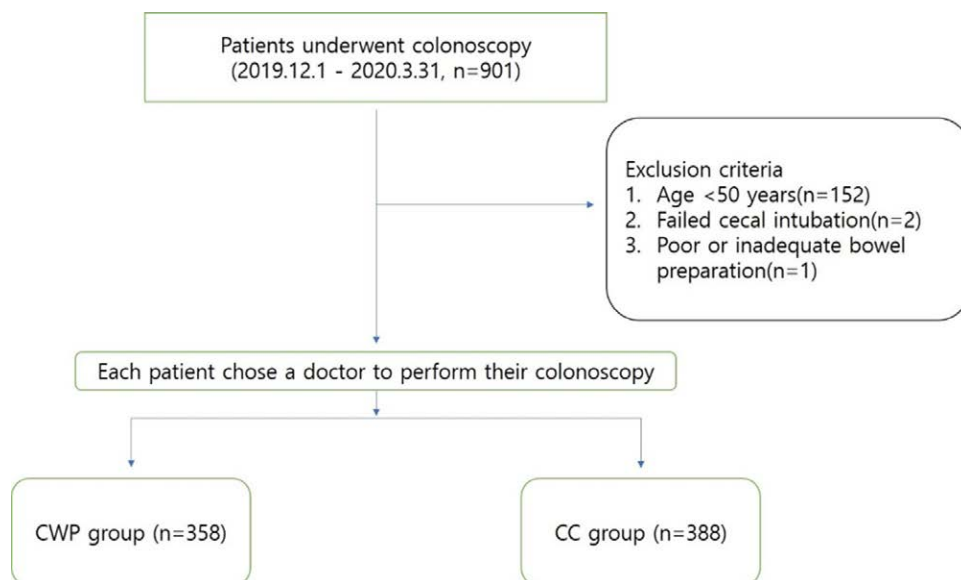 Patients underwent colonoscopy
(2019.12.1 - 2020.3.31, n=901)
Exclusion criteria
1. Age <50 years(n=152)
2. Failed cecal intubation(n=2)
3. Poor or inadequate bowel
preparation(n=1)
Each patient chose a doctor to perform their colonoscopy
CWP group (n=358)
CC group (n=388)